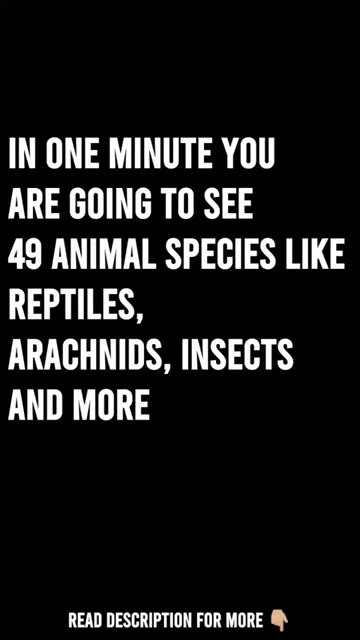 IN ONE MINUTE YOU
ARE GOING TO SEE
49 ANIMAL SPECIES LIKE
REPTILES,
ARACHNIDS, INSECTS
AND MORE
READ DESCRIPTION FOR MORE 👇🏼